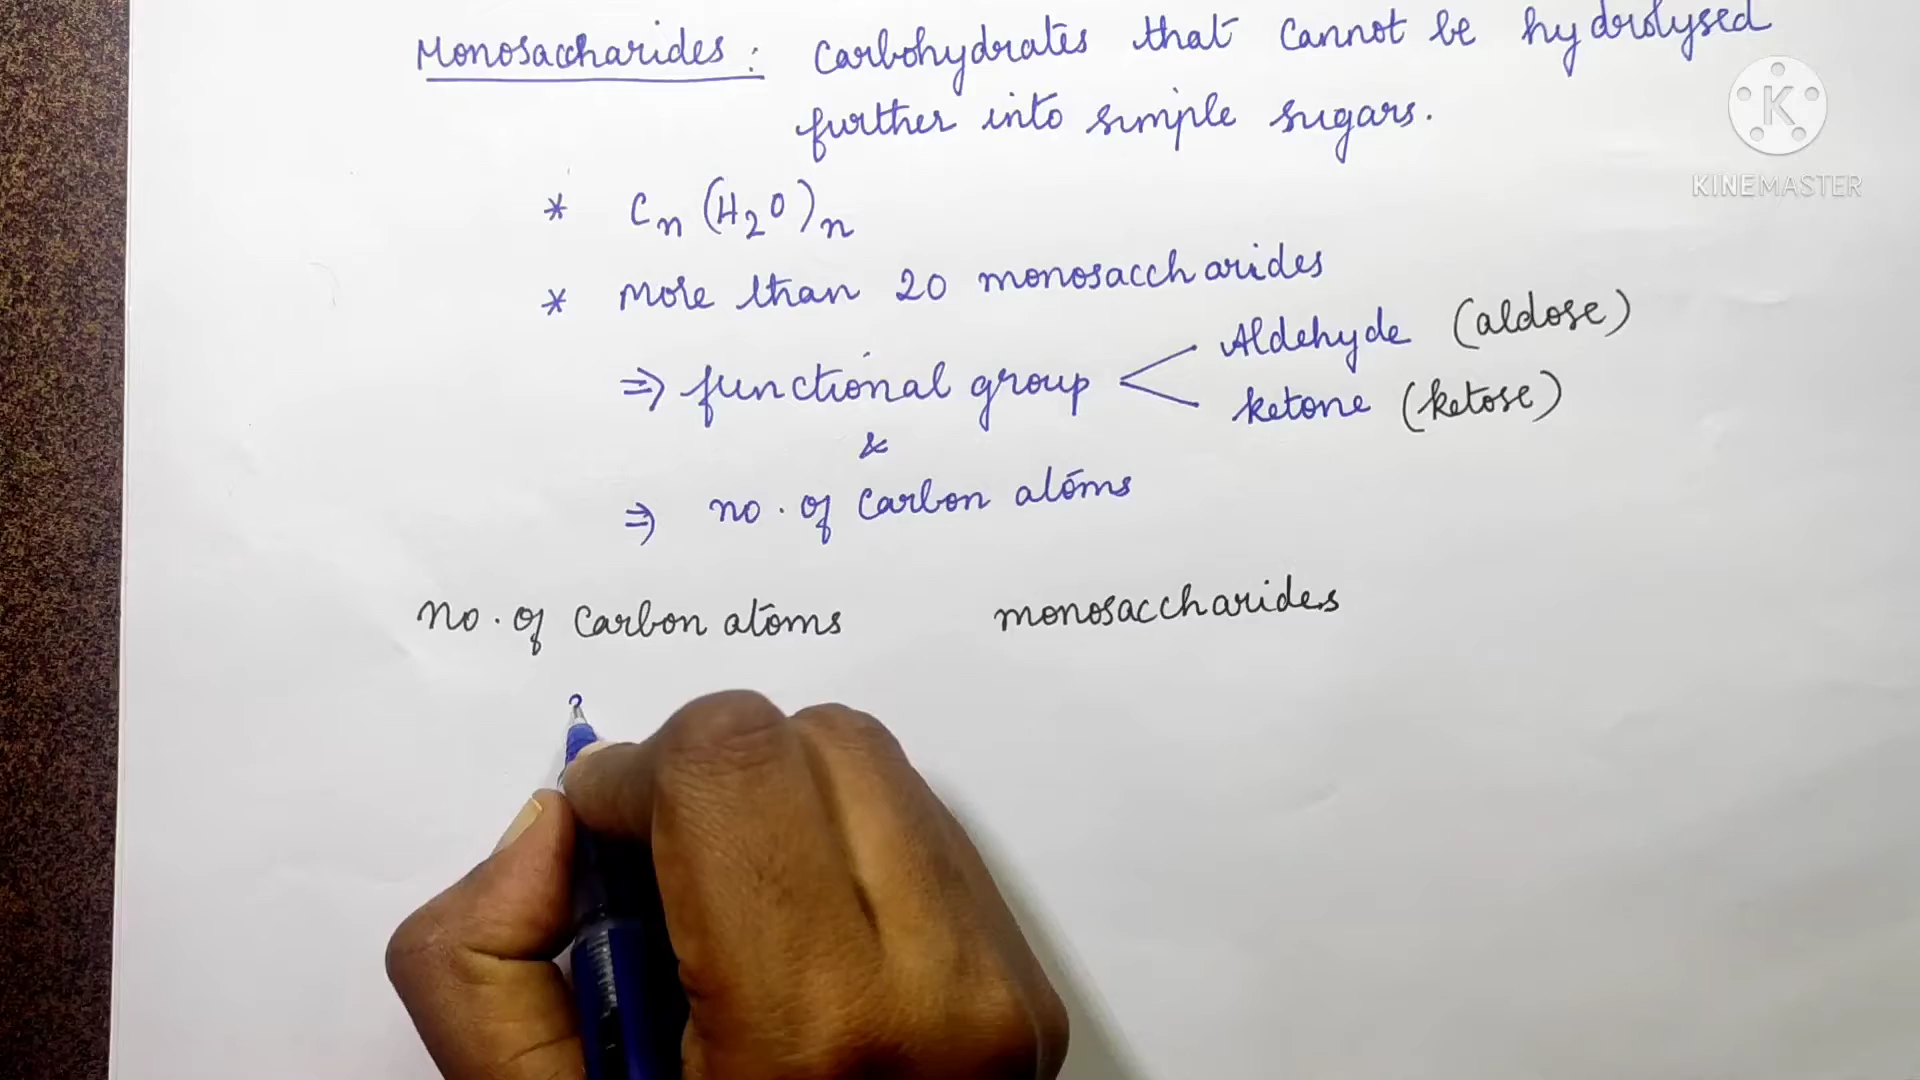 Monosaccharides : Carbohydrates that cannot be hydrolysed
further into simple sugars.
K
KINEMASTER
* Cn (H2O)n
* More than 20 monosaccharides
⇒ functional group < Aldehyde (aldose)
ketone (ketose)
&
⇒ no. of carbon atoms
No. of carbon atoms monosaccharides